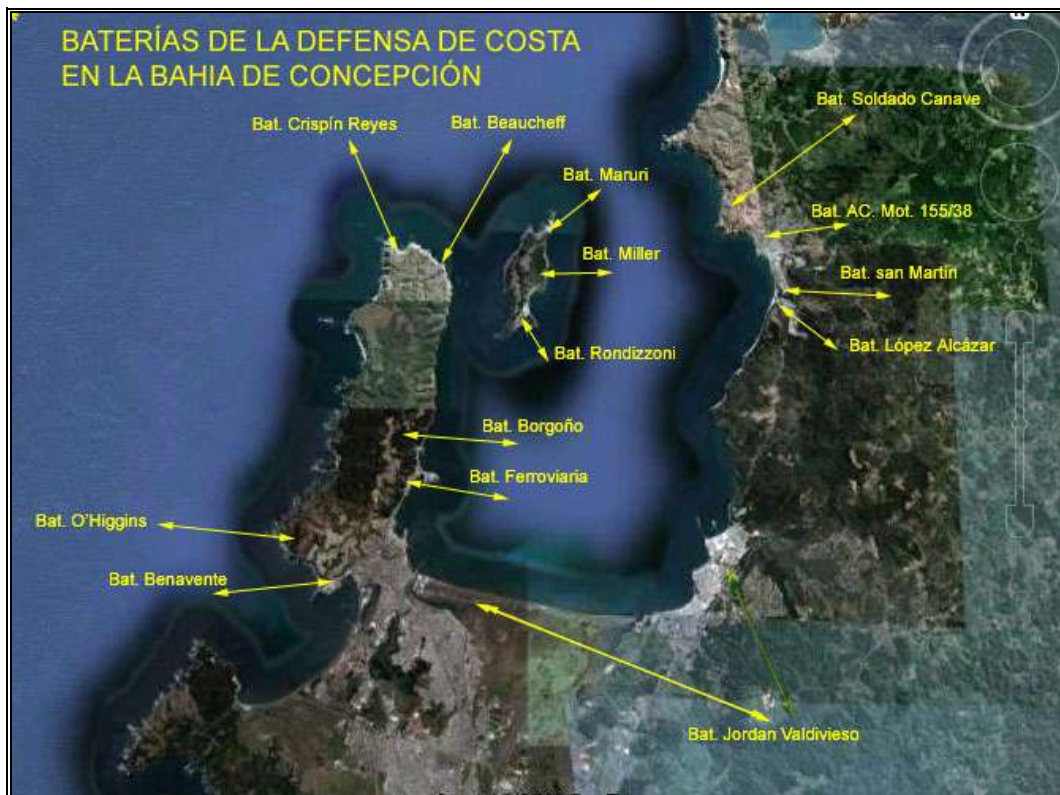 BATERÍAS DE LA DEFENSA DE COSTA
EN LA BAHIA DE CONCEPCIÓN
Bat. Soldado Canave
Bat. Crispín Reyes
Bat. Beaucheff
Bat. Maruri
Bat. AC. Mot. 155/38
Bat. Miller
Bat. san Martín
Bat. López Alcázar
Bat. Rondizzoni
Bat. Borgoño
Bat. Ferroviaria
Bat. O'Higgins
Bat. Benavente
Bat. Jordan Valdivieso